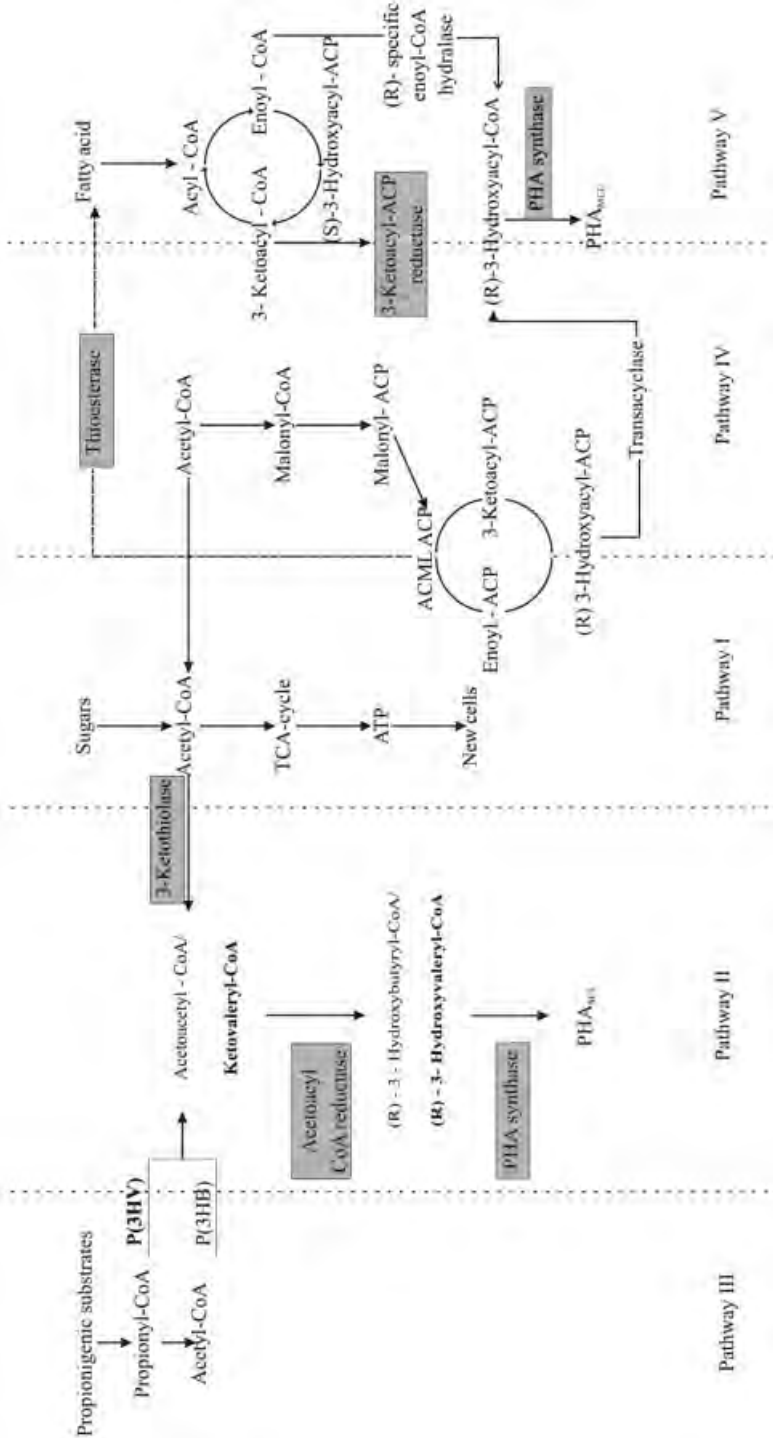 Propionigenic substrates
Propionyl-CoA
Acetyl-CoA
P(3HV)
P(3HB)
Pathway III
Acetoacetyl - CoA/
Ketovaleryl-CoA
Acetoacyl
CoA reductase
(R) - 3 - Hydroxybutyryl-CoA/
(R) - 3- Hydroxyvaleryl-CoA
PHA synthase
PHA
Pathway II
3-Ketothiolase
Sugars
Acetyl-CoA
TCA-cycle
ATP
New cells
Pathway I
Thioesterase
Acetyl-CoA
Malonyl-CoA
Malonyl- ACP
ACML ACP
Enoyl - ACP
3-Ketoacyl-ACP
(R) 3-Hydroxyacyl-ACP
Transacyclase
Pathway IV
Fatty acid
Acyl - CoA
3- Ketoacyl - CoA
Enoyl - CoA
(S)-3-Hydroxyacyl-ACP
3-Ketoacyl-ACP
reductase
(R)- specific
enoyl-CoA
hydralase
(R)-3-Hydroxyacyl-CoA
PHA synthase
PHA
Pathway V